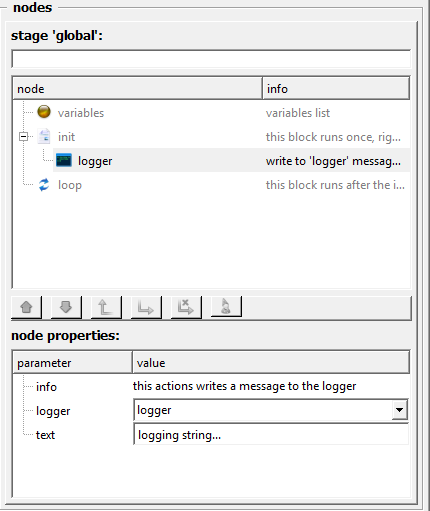 nodes
stage 'global':
node info
variables variables list
init this block runs once, rig...
logger write to 'logger' messag...
loop this block runs after the i...
node properties:
parameter value
info this actions writes a message to the logger
logger logger
text logging string...